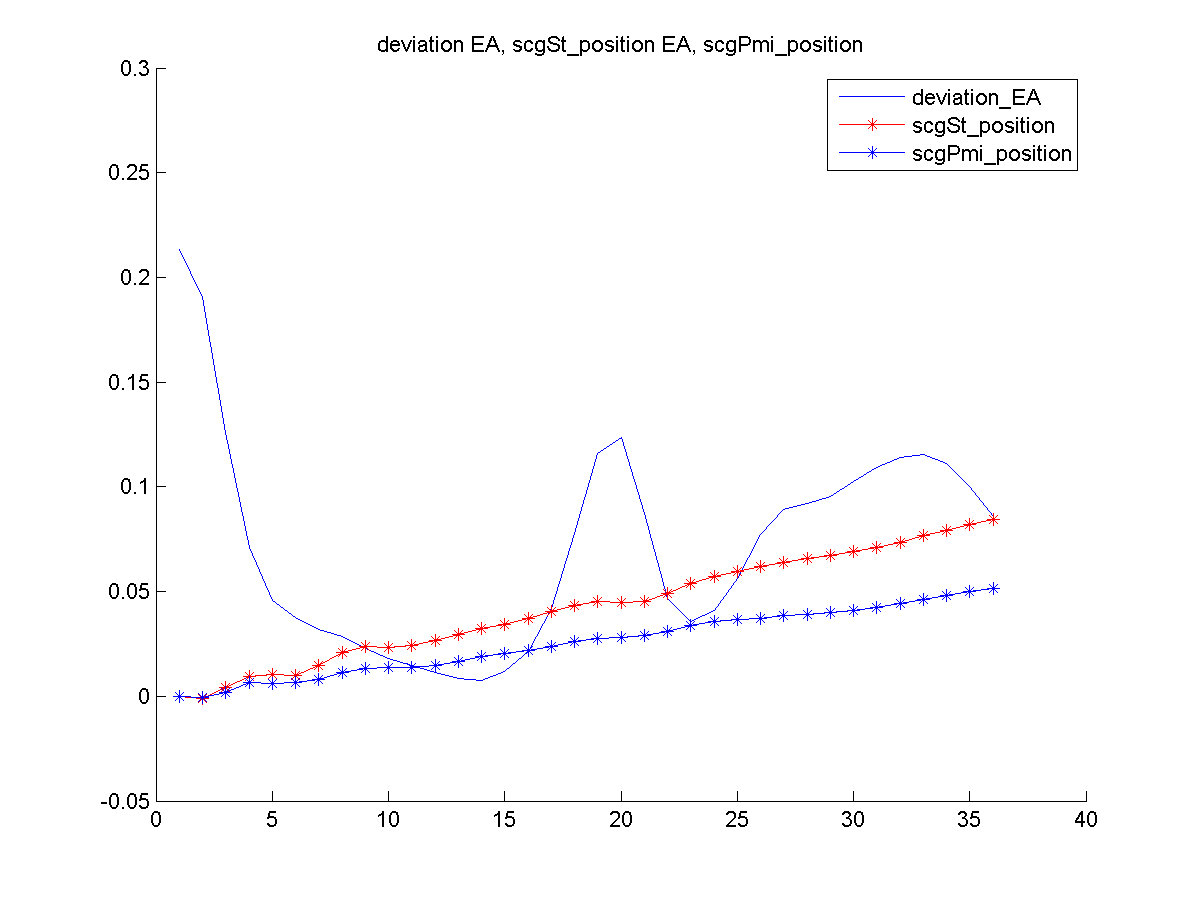 deviation EA, scgSt_position EA, scgPmi_position
0.3
deviation_EA
scgSt_position
scgPmi_position
0.25
0.2
0.15
0.1
0.05
0
-0.05
0 5 10 15 20 25 30 35 40